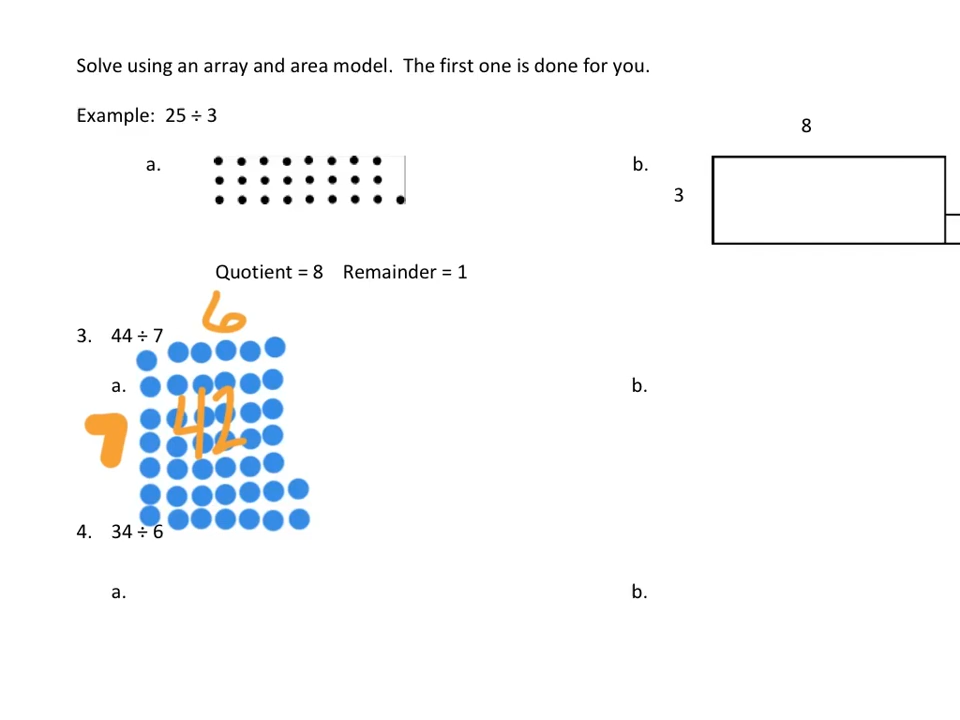 Solve using an array and area model.  The first one is done for you.
Example:  25 ÷ 3
8
a.
b.
3
Quotient = 8    Remainder = 1
6
3.   44 ÷ 7
a.
b.
7
42
4.   34 ÷ 6
a.
b.